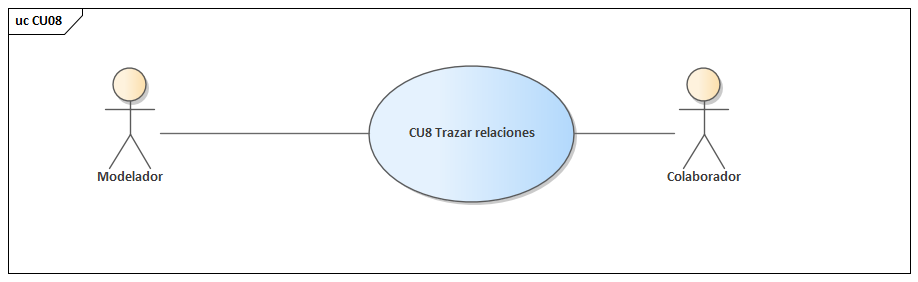 uc CU08
CU8 Trazar relaciones
Modelador
Colaborador